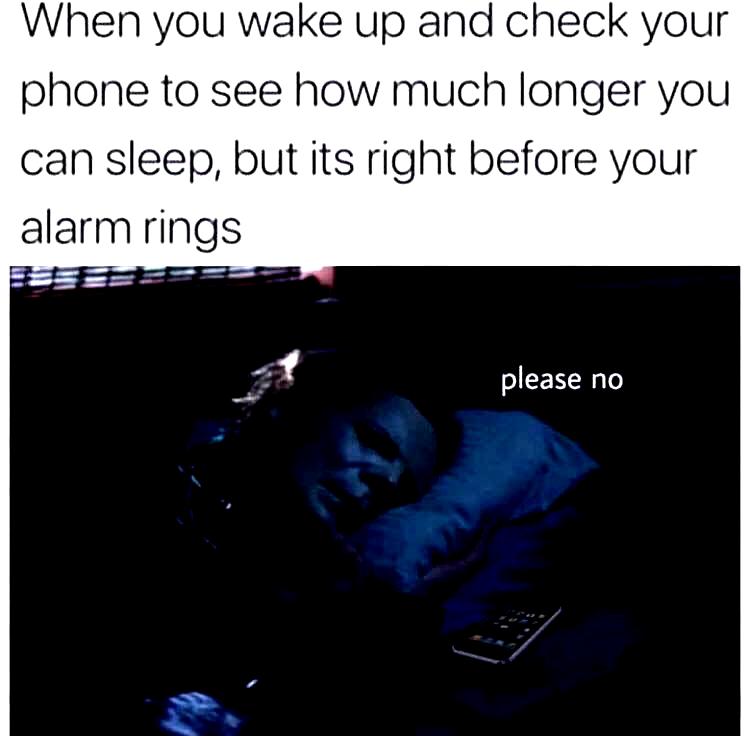 When you wake up and check your
phone to see how much longer you
can sleep, but its right before your
alarm rings
please no